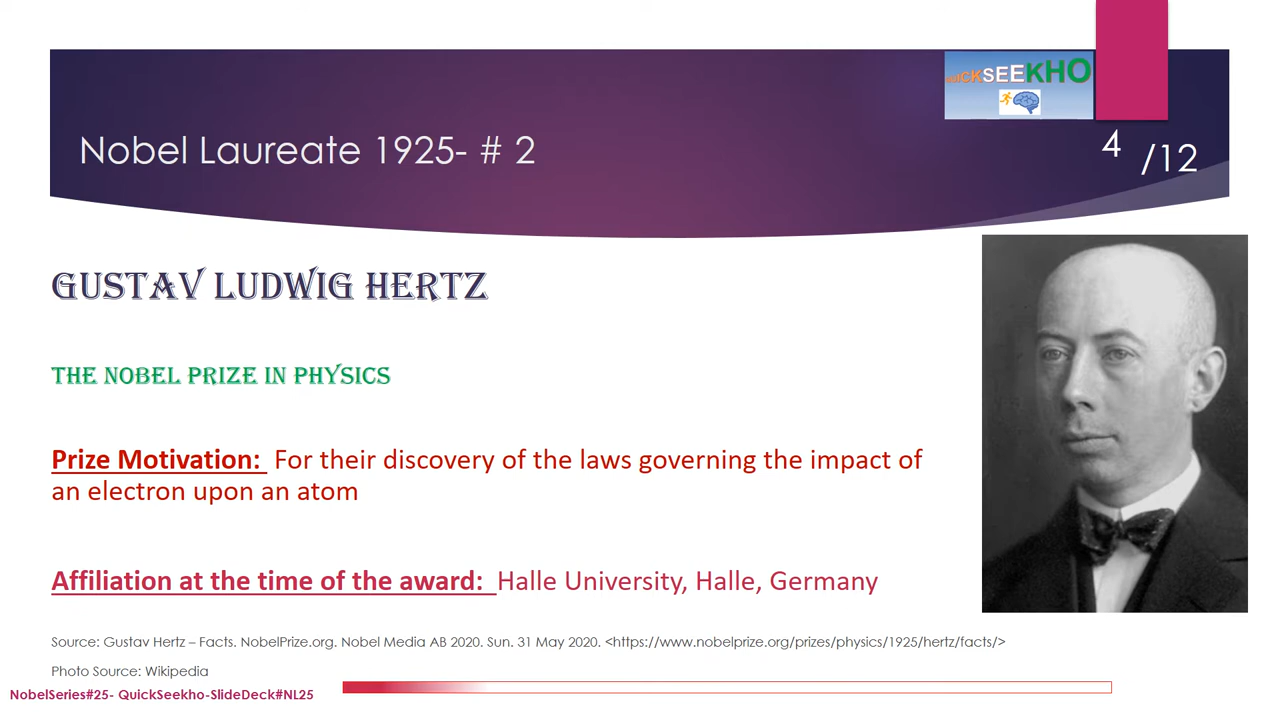 QUICKSEEKHO
Nobel Laureate 1925- # 2
4 /12
GUSTAV LUDWIG HERTZ
THE NOBEL PRIZE IN PHYSICS
Prize Motivation: For their discovery of the laws governing the impact of
an electron upon an atom
Affiliation at the time of the award: Halle University, Halle, Germany
Source: Gustav Hertz – Facts. NobelPrize.org. Nobel Media AB 2020. Sun. 31 May 2020. <https://www.nobelprize.org/prizes/physics/1925/hertz/facts/>
Photo Source: Wikipedia
NobelSeries#25- QuickSeekho-SlideDeck#NL25